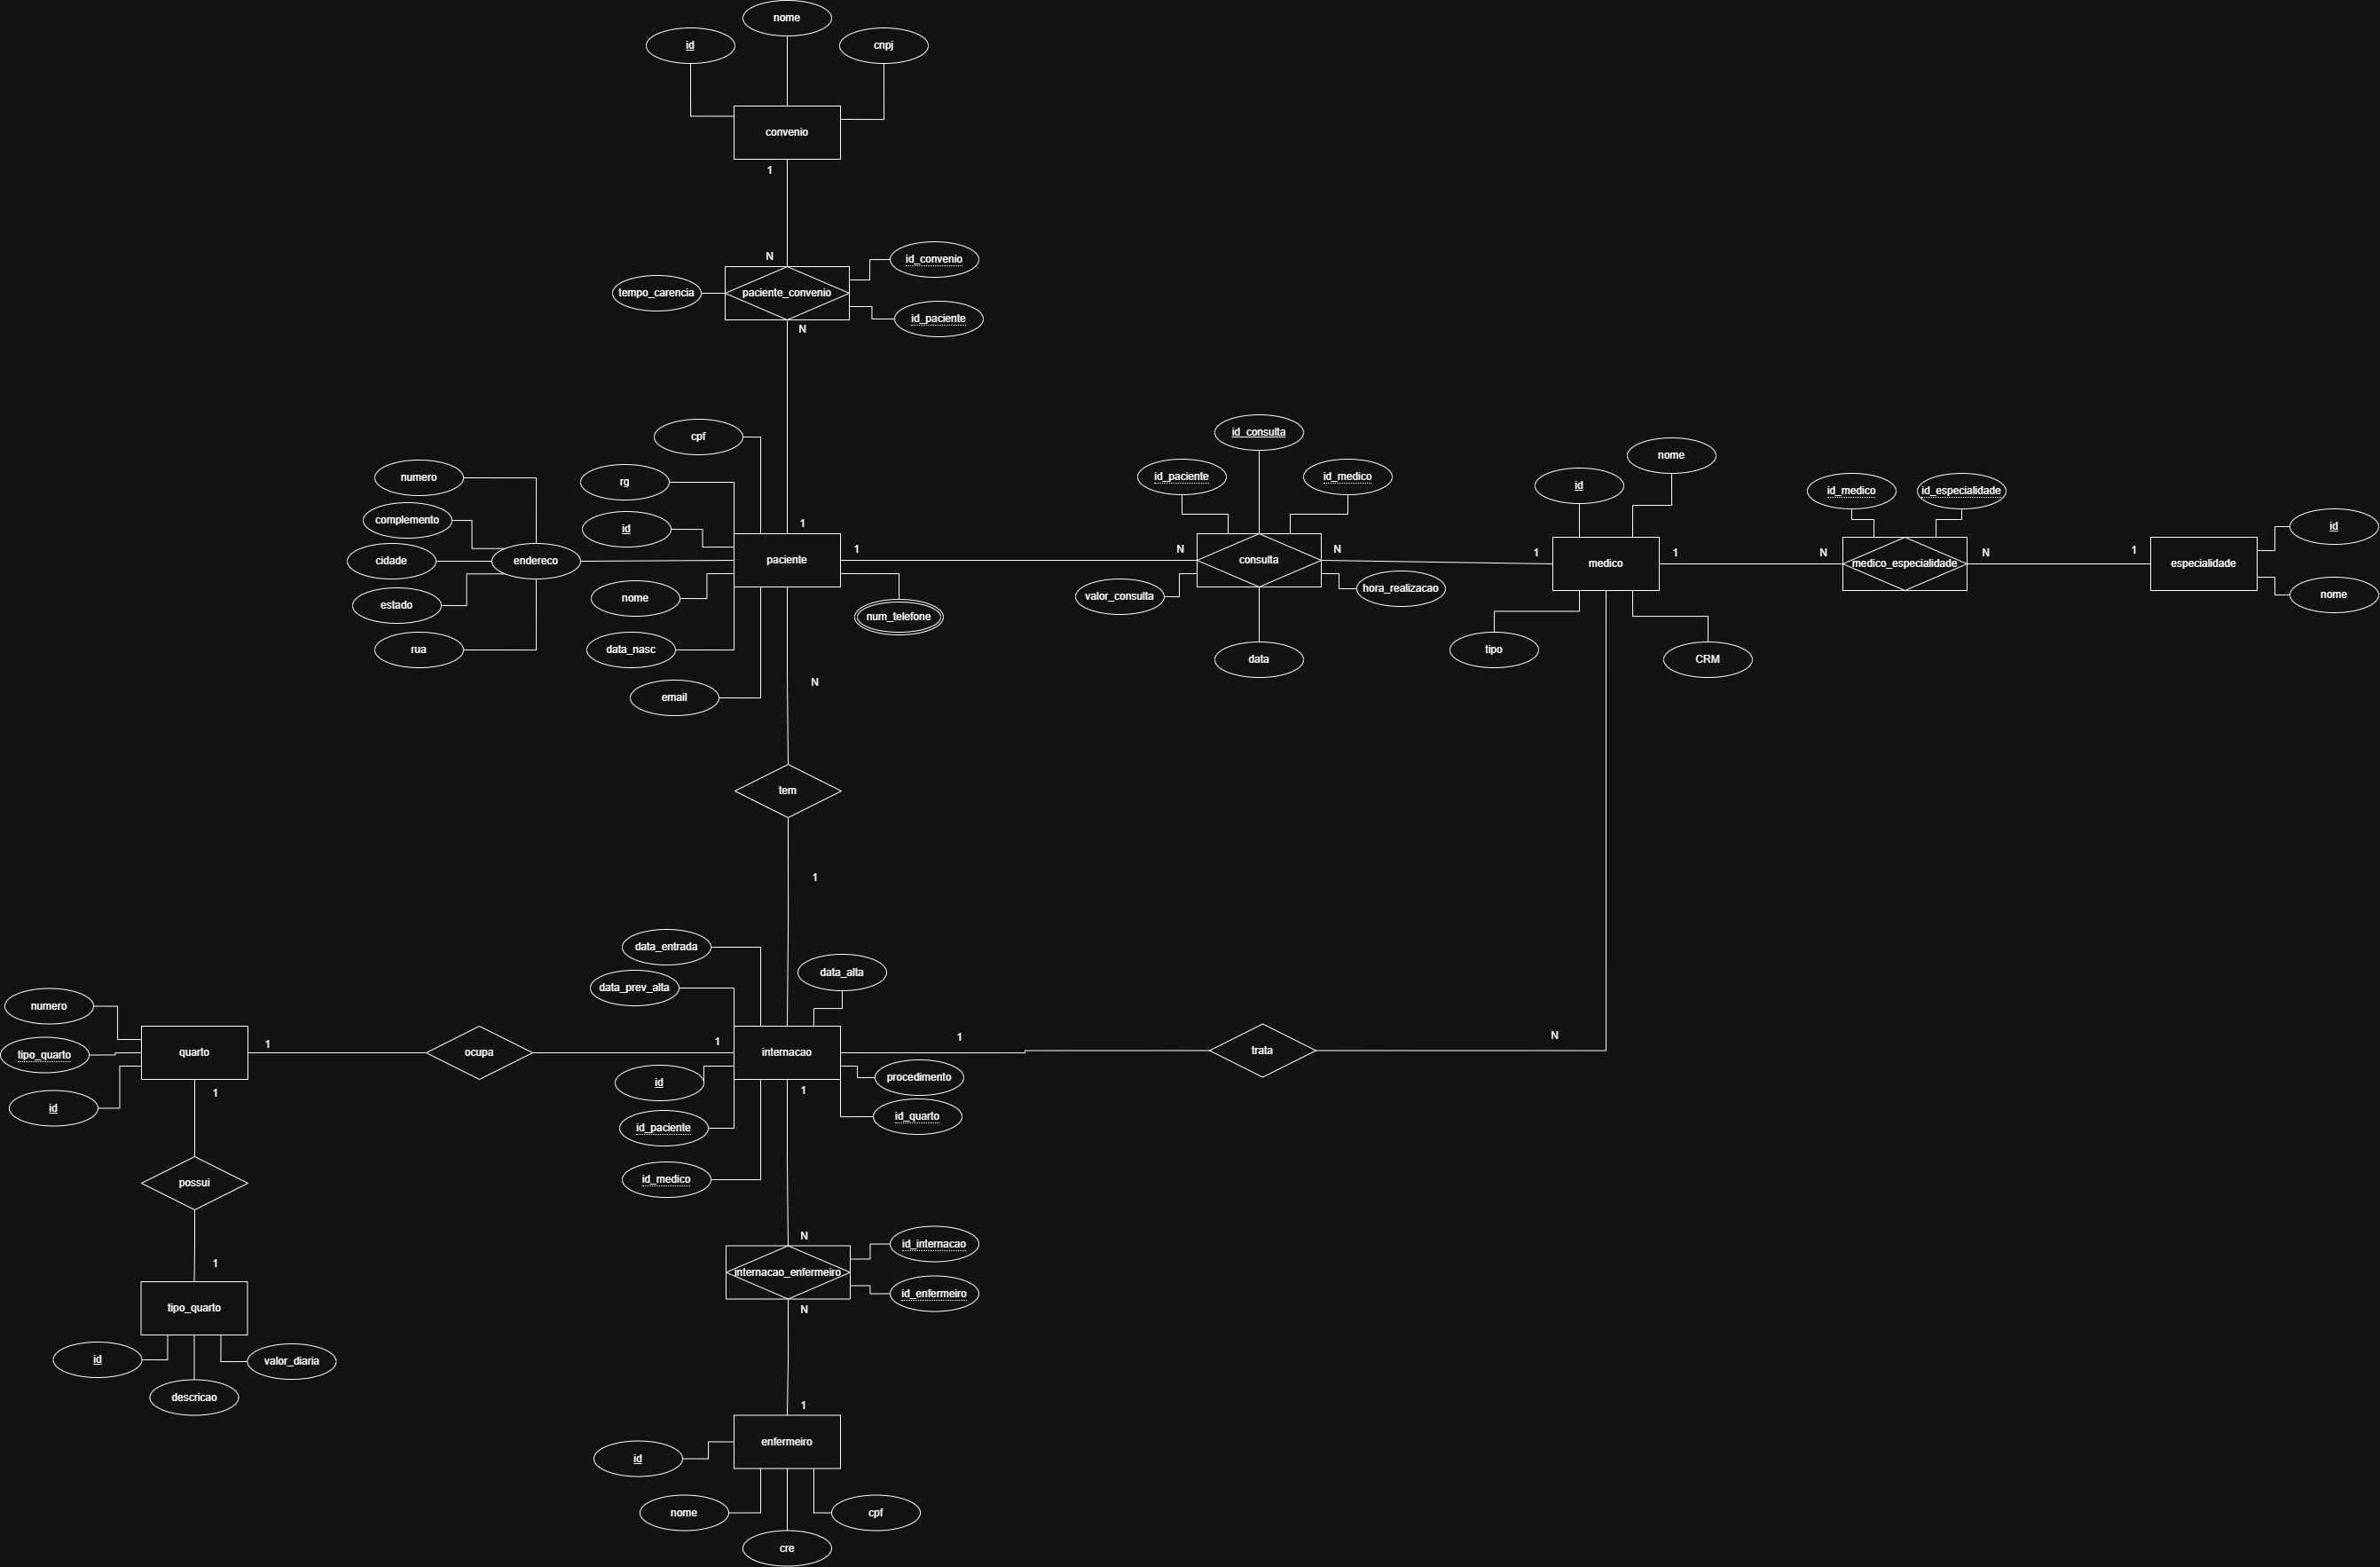 nome
id
cnpj
convenio
1
N
id_convenio
tempo_carencia
paciente_convenio
id_paciente
N
cpf
id_consulta
nome
numero
rg
id_paciente
id_medico
id
id_medico
id_especialidade
complemento
id
1
id
cidade
endereco
paciente
1
N
consulta
N
1
medico
1
N
medico_especialidade
N
1
especialidade
estado
nome
num_telefone
valor_consulta
hora_realizacao
nome
rua
data_nasc
data
tipo
CRM
email
N
tem
1
data_entrada
data_alta
data_prev_alta
numero
tipo_quarto
quarto
1
ocupa
1
internacao
1
trata
N
id
id
procedimento
1
1
id_quarto
id_paciente
possui
id_medico
N
id_internacao
1
internacao_enfermeiro
id_enfermeiro
tipo_quarto
N
id
valor_diaria
descricao
1
enfermeiro
id
nome
cpf
cre